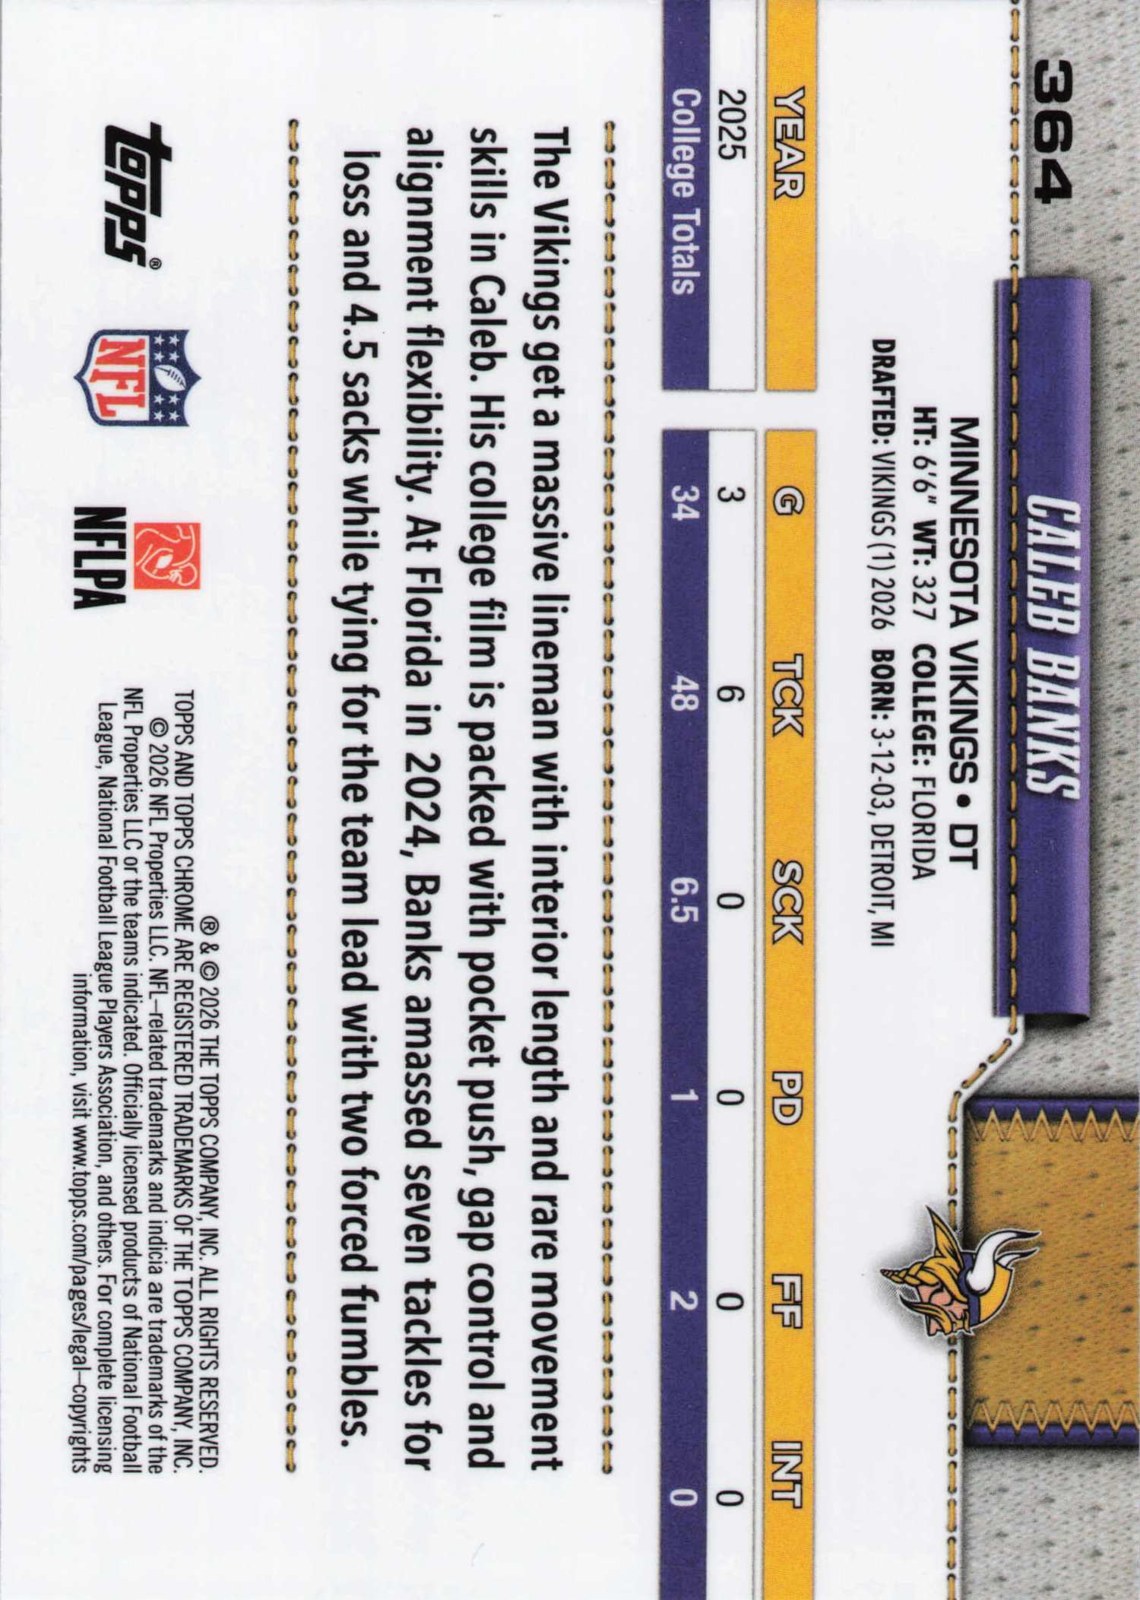 364
CALEB BANKS
MINNESOTA VIKINGS • DT
HT: 6'6" WT: 327 COLLEGE: FLORIDA
DRAFTED: VIKINGS (1) 2026 BORN: 3-12-03, DETROIT, MI
YEAR G TCK SCK PD FF INT
2025 3 6 0 0 0 0
College Totals 34 48 6.5 1 2 0
The Vikings get a massive lineman with interior length and rare movement
skills in Caleb. His college film is packed with pocket push, gap control and
alignment flexibility. At Florida in 2024, Banks amassed seven tackles for
loss and 4.5 sacks while tying for the team lead with two forced fumbles.
topps®
NFL
NFLPA
® & © 2026 THE TOPPS COMPANY, INC. ALL RIGHTS RESERVED.
TOPPS AND TOPPS CHROME ARE REGISTERED TRADEMARKS OF THE TOPPS COMPANY, INC.
© 2026 NFL Properties LLC. NFL-related trademarks and indicia are trademarks of the
NFL Properties LLC or the teams indicated. Officially licensed products of National Football
League, National Football League Players Association, and others. For complete licensing
information, visit www.topps.com/pages/legal-copyrights